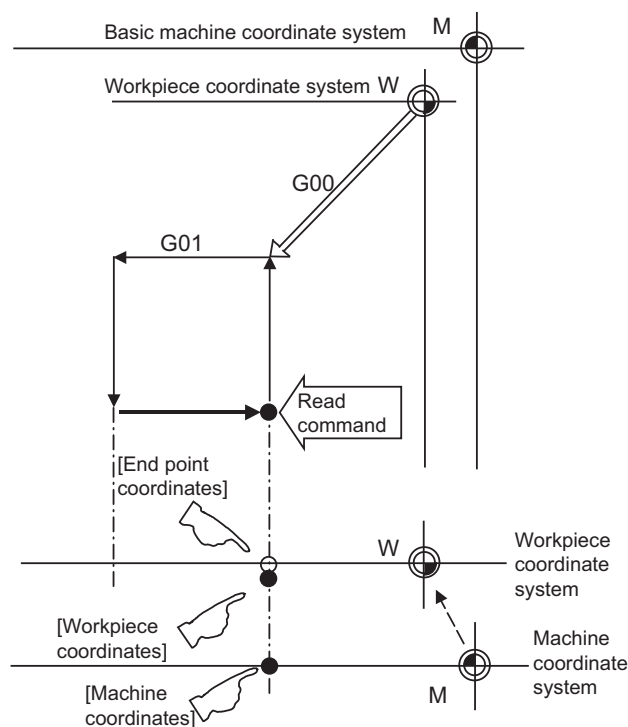 M
Basic machine coordinate system
Workpiece coordinate system W
G00
G01
Read
command
[End point
coordinates]
W
Workpiece
coordinate
system
[Workpiece
coordinates]
Machine
coordinate
system
[Machine
coordinates]
M